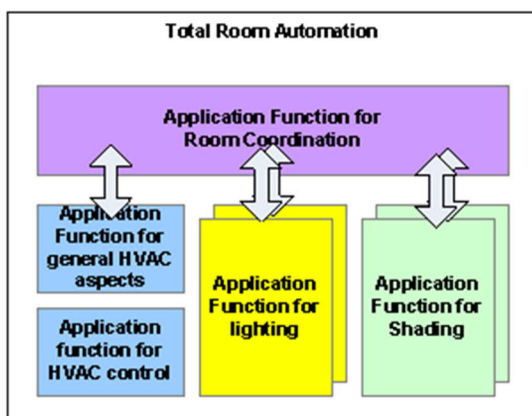 Total Room Automation
Application Function for
Room Coordination
Application
Function for
general HVAC
aspects
Application
function for
HVAC control
Application
Function for
lighting
Application
Function for
Shading